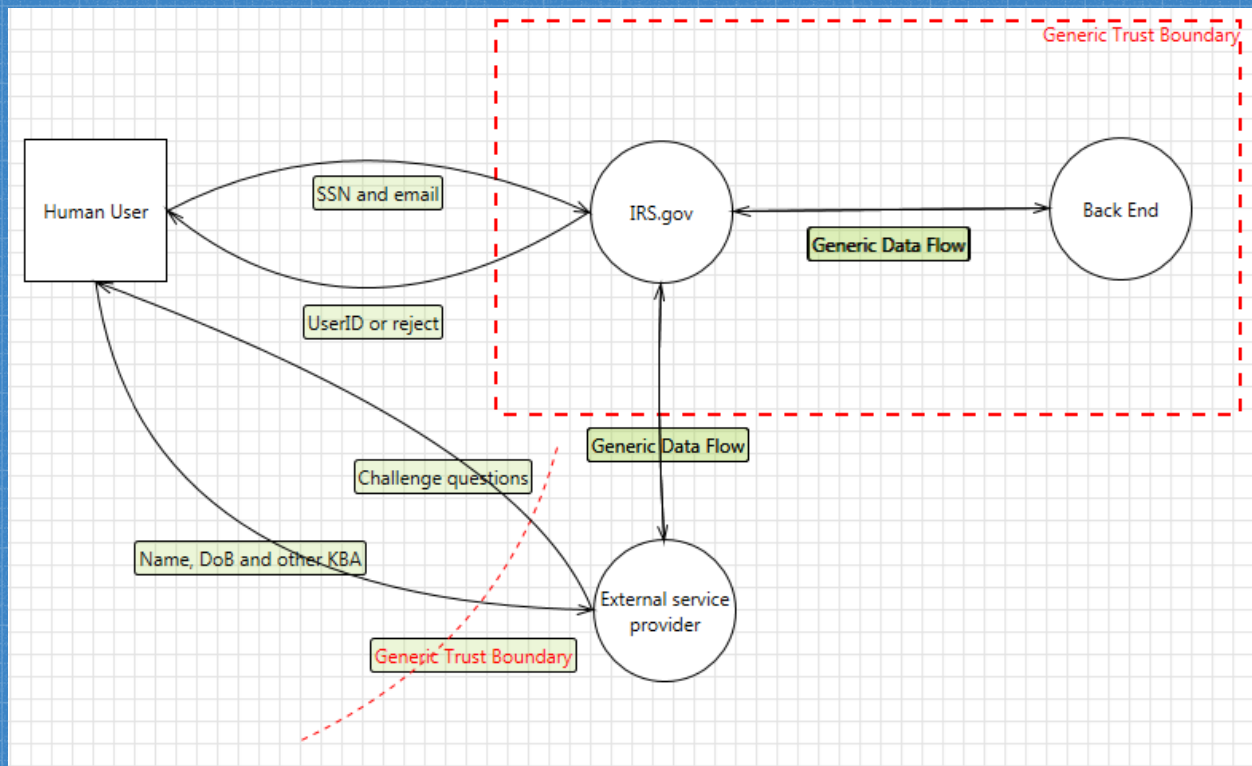 Generic Trust Boundary
SSN and email
Human User
IRS.gov
Back End
Generic Data Flow
UserID or reject
Generic Data Flow
Challenge questions
Name, DoB and other KBA
External service
provider
Generic Trust Boundary